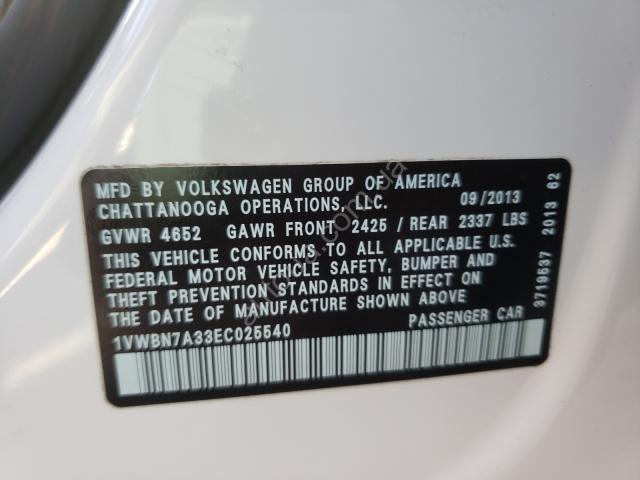 MFD BY VOLKSWAGEN GROUP OF AMERICA
CHATTANOOGA OPERATIONS, LLC. 09/2013
GVWR 4652 GAWR FRONT 2425 / REAR 2337 LBS
THIS VEHICLE CONFORMS TO ALL APPLICABLE U.S.
FEDERAL MOTOR VEHICLE SAFETY, BUMPER AND
THEFT PREVENTION STANDARDS IN EFFECT ON
THE DATE OF MANUFACTURE SHOWN ABOVE.
1VWBN7A33EC025540 PASSENGER CAR
3719537 2013 62